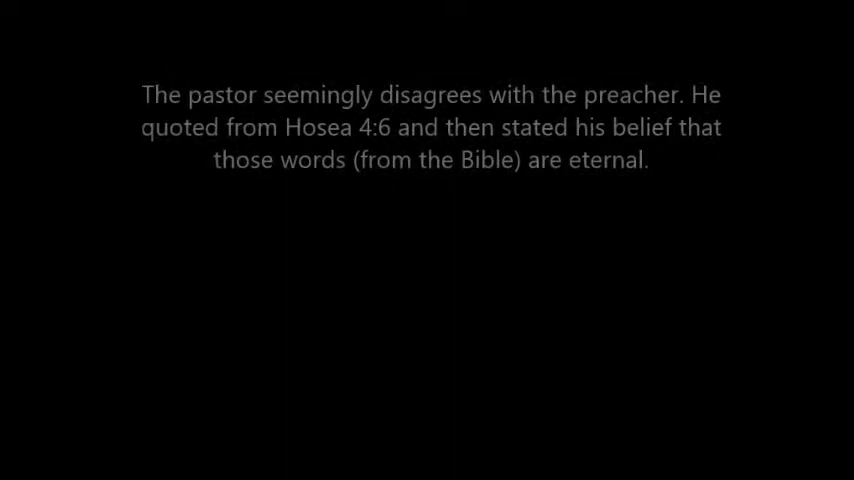 The pastor seemingly disagrees with the preacher. He
quoted from Hosea 4:6 and then stated his belief that
those words (from the Bible) are eternal.